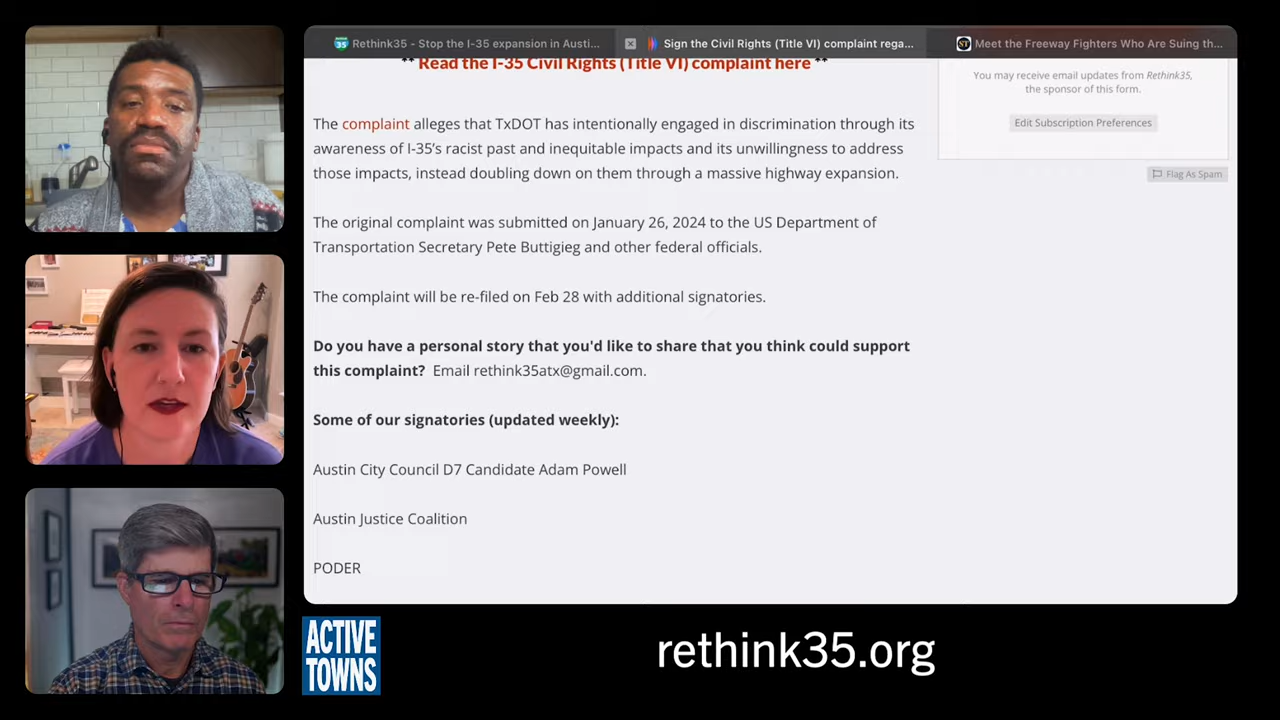 Rethink35 - Stop the I-35 expansion in Austi...
Sign the Civil Rights (Title VI) complaint rega...
ST
Meet the Freeway Fighters Who Are Suing th...
35
** Read the I-35 Civil Rights (Title VI) complaint here **
The complaint alleges that TxDOT has intentionally engaged in discrimination through its
awareness of I-35’s racist past and inequitable impacts and its unwillingness to address
those impacts, instead doubling down on them through a massive highway expansion.
The original complaint was submitted on January 26, 2024 to the US Department of
Transportation Secretary Pete Buttigieg and other federal officials.
The complaint will be re-filed on Feb 28 with additional signatories.
Do you have a personal story that you'd like to share that you think could support
this complaint? Email rethink35atx@gmail.com.
Some of our signatories (updated weekly):
Austin City Council D7 Candidate Adam Powell
Austin Justice Coalition
PODER
You may receive email updates from Rethink35,
the sponsor of this form.
Edit Subscription Preferences
Flag As Spam
ACTIVE
TOWNS
rethink35.org